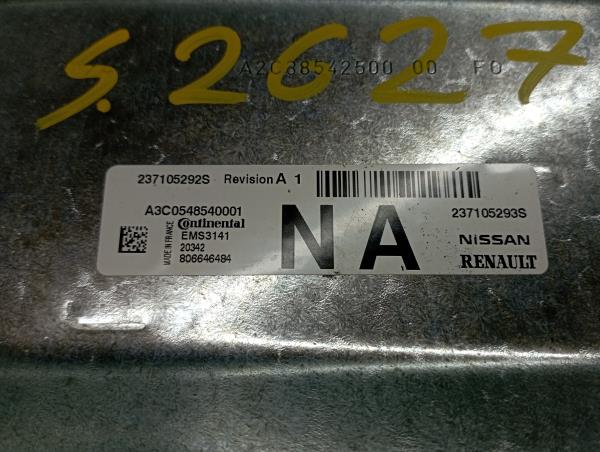 S.2627
A2C38542500 00 F0
237105292S Revision A 1
A3C0548540001
Continental
EMS3141
20342
806646484
MADE IN FRANCE
NA
237105293S
NISSAN
RENAULT